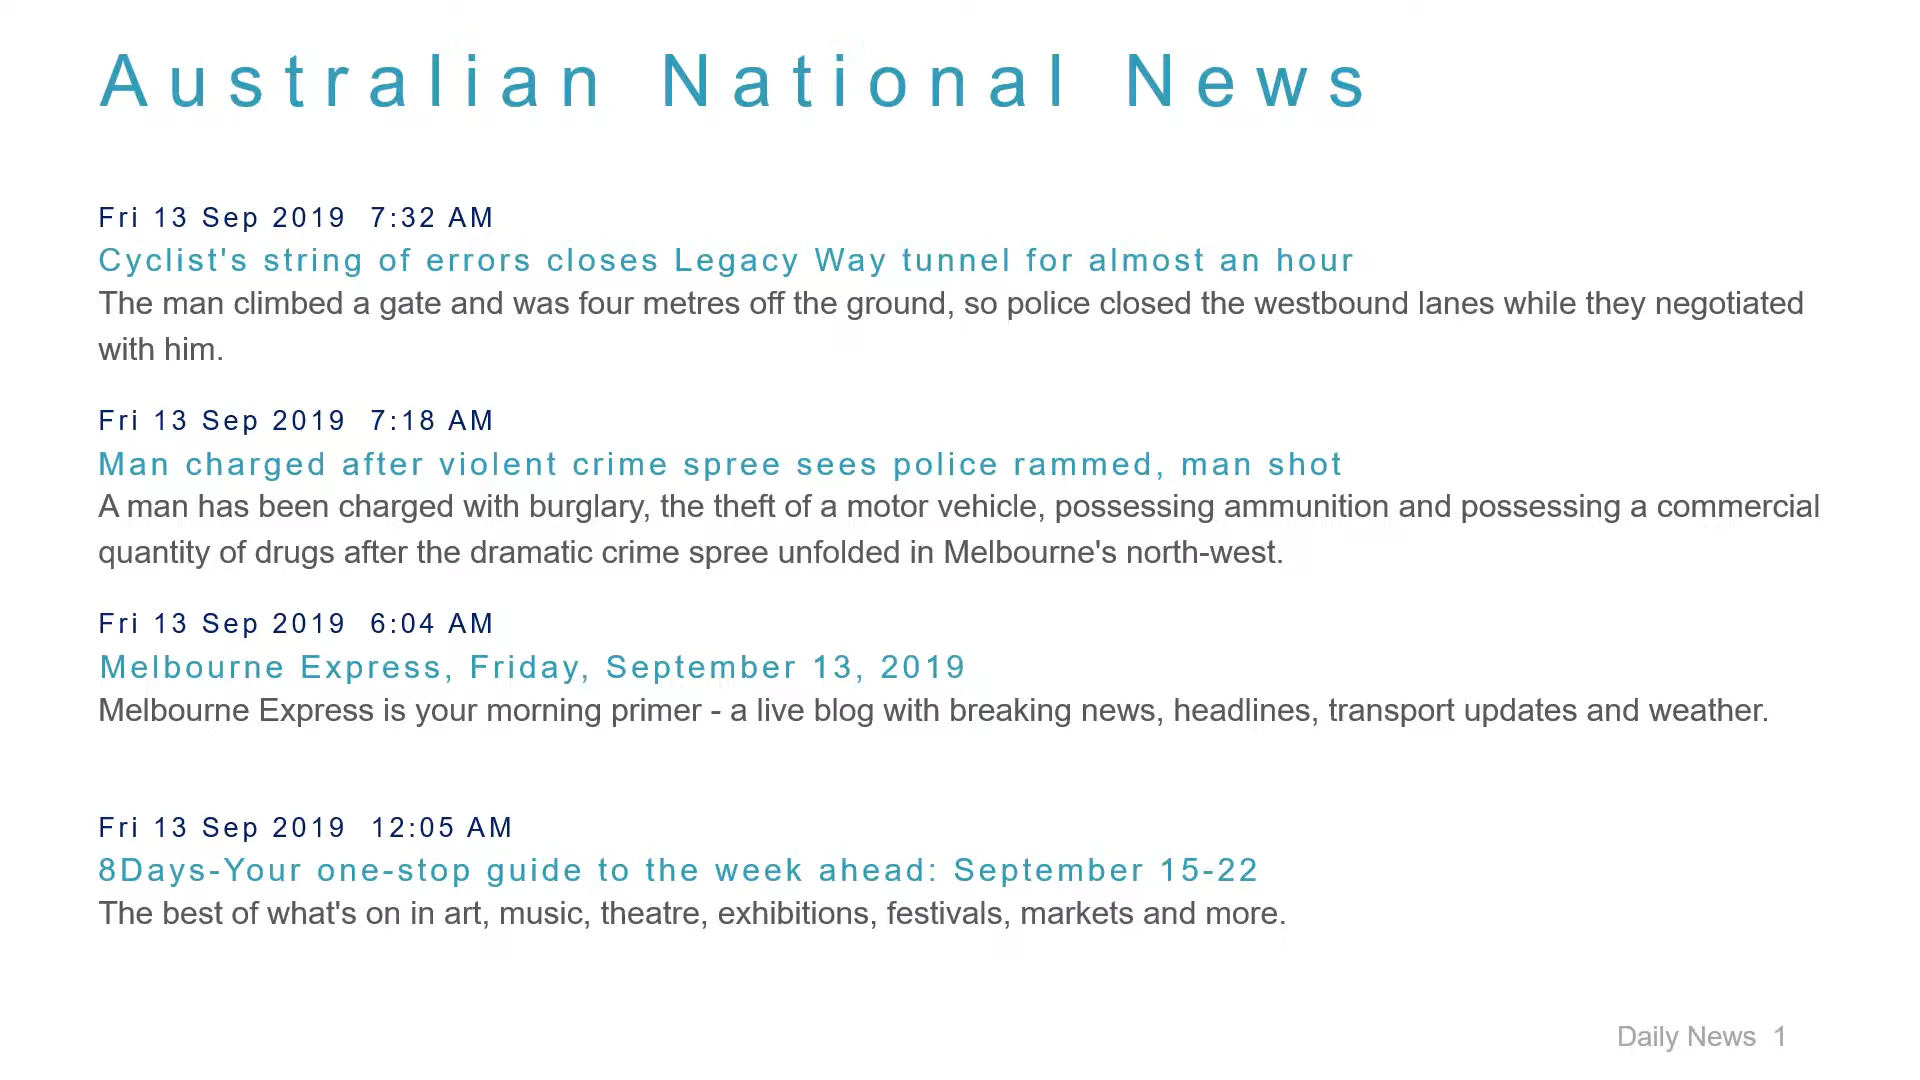 Australian National News
Fri 13 Sep 2019 7:32 AM
Cyclist's string of errors closes Legacy Way tunnel for almost an hour
The man climbed a gate and was four metres off the ground, so police closed the westbound lanes while they negotiated
with him.
Fri 13 Sep 2019 7:18 AM
Man charged after violent crime spree sees police rammed, man shot
A man has been charged with burglary, the theft of a motor vehicle, possessing ammunition and possessing a commercial
quantity of drugs after the dramatic crime spree unfolded in Melbourne's north-west.
Fri 13 Sep 2019 6:04 AM
Melbourne Express, Friday, September 13, 2019
Melbourne Express is your morning primer - a live blog with breaking news, headlines, transport updates and weather.
Fri 13 Sep 2019 12:05 AM
8Days-Your one-stop guide to the week ahead: September 15-22
The best of what's on in art, music, theatre, exhibitions, festivals, markets and more.
Daily News 1